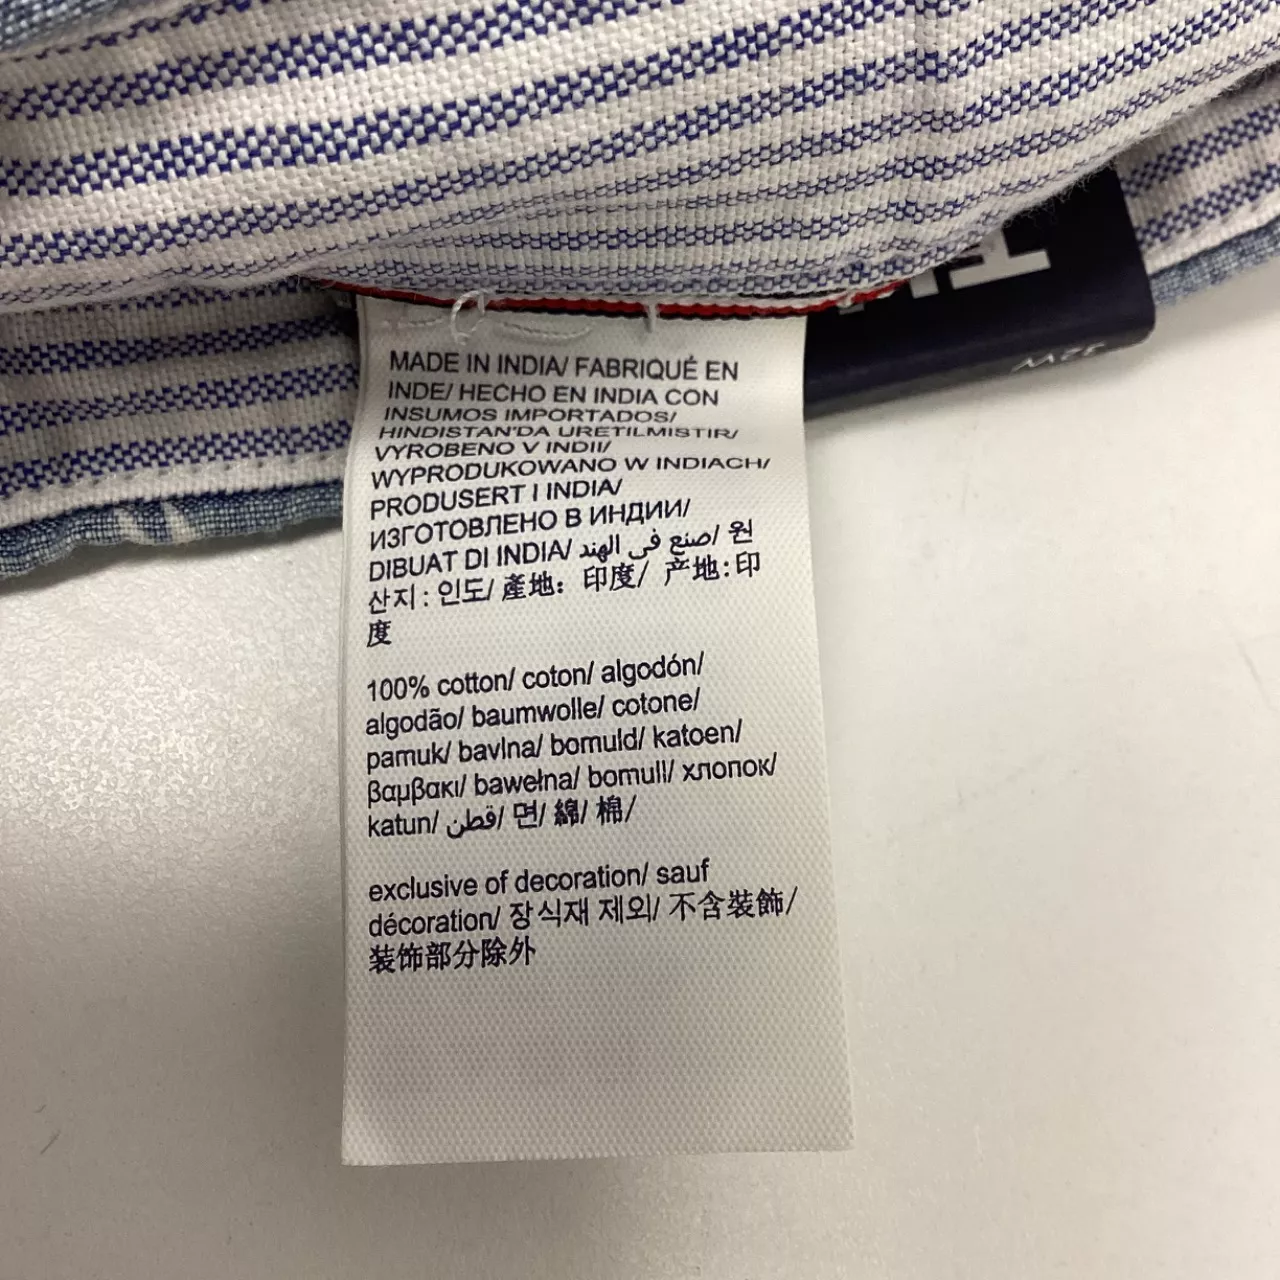 MADE IN INDIA/ FABRIQUÉ EN
INDE/ HECHO EN INDIA CON
INSUMOS IMPORTADOS/
HINDISTAN'DA URETILMISTIR/
VYROBENO V INDII/
WYPRODUKOWANO W INDIACH/
PRODUSERT I INDIA/
ИЗГОТОВЛЕНО В ИНДИИ/
DIBUAT DI INDIA/ صنع في الهند/ 원
산지 : 인도/ 產地: 印度/ 产地:印
度
100% cotton/ coton/ algodón/
algodão/ baumwolle/ cotone/
pamuk/ bavlna/ bomuld/ katoen/
βαμβακι/ bawełna/ bomull/ хлопок/
katun/ قطن/ 면/ 綿/ 棉/
exclusive of decoration/ sauf
décoration/ 장식재 제외/ 不含裝飾/
装饰部分除外
32W